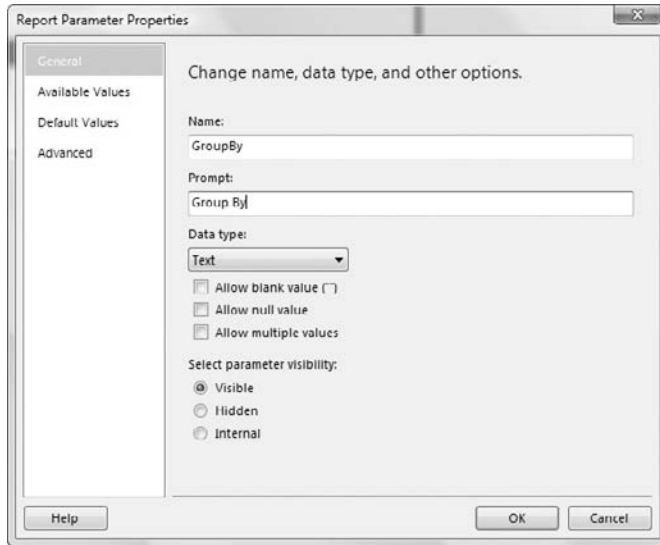 Report Parameter Properties
General
Available Values
Default Values
Advanced
Change name, data type, and other options.
Name:
GroupBy
Prompt:
Group By
Data type:
Text
Allow blank value ("")
Allow null value
Allow multiple values
Select parameter visibility:
Visible
Hidden
Internal
Help
OK
Cancel